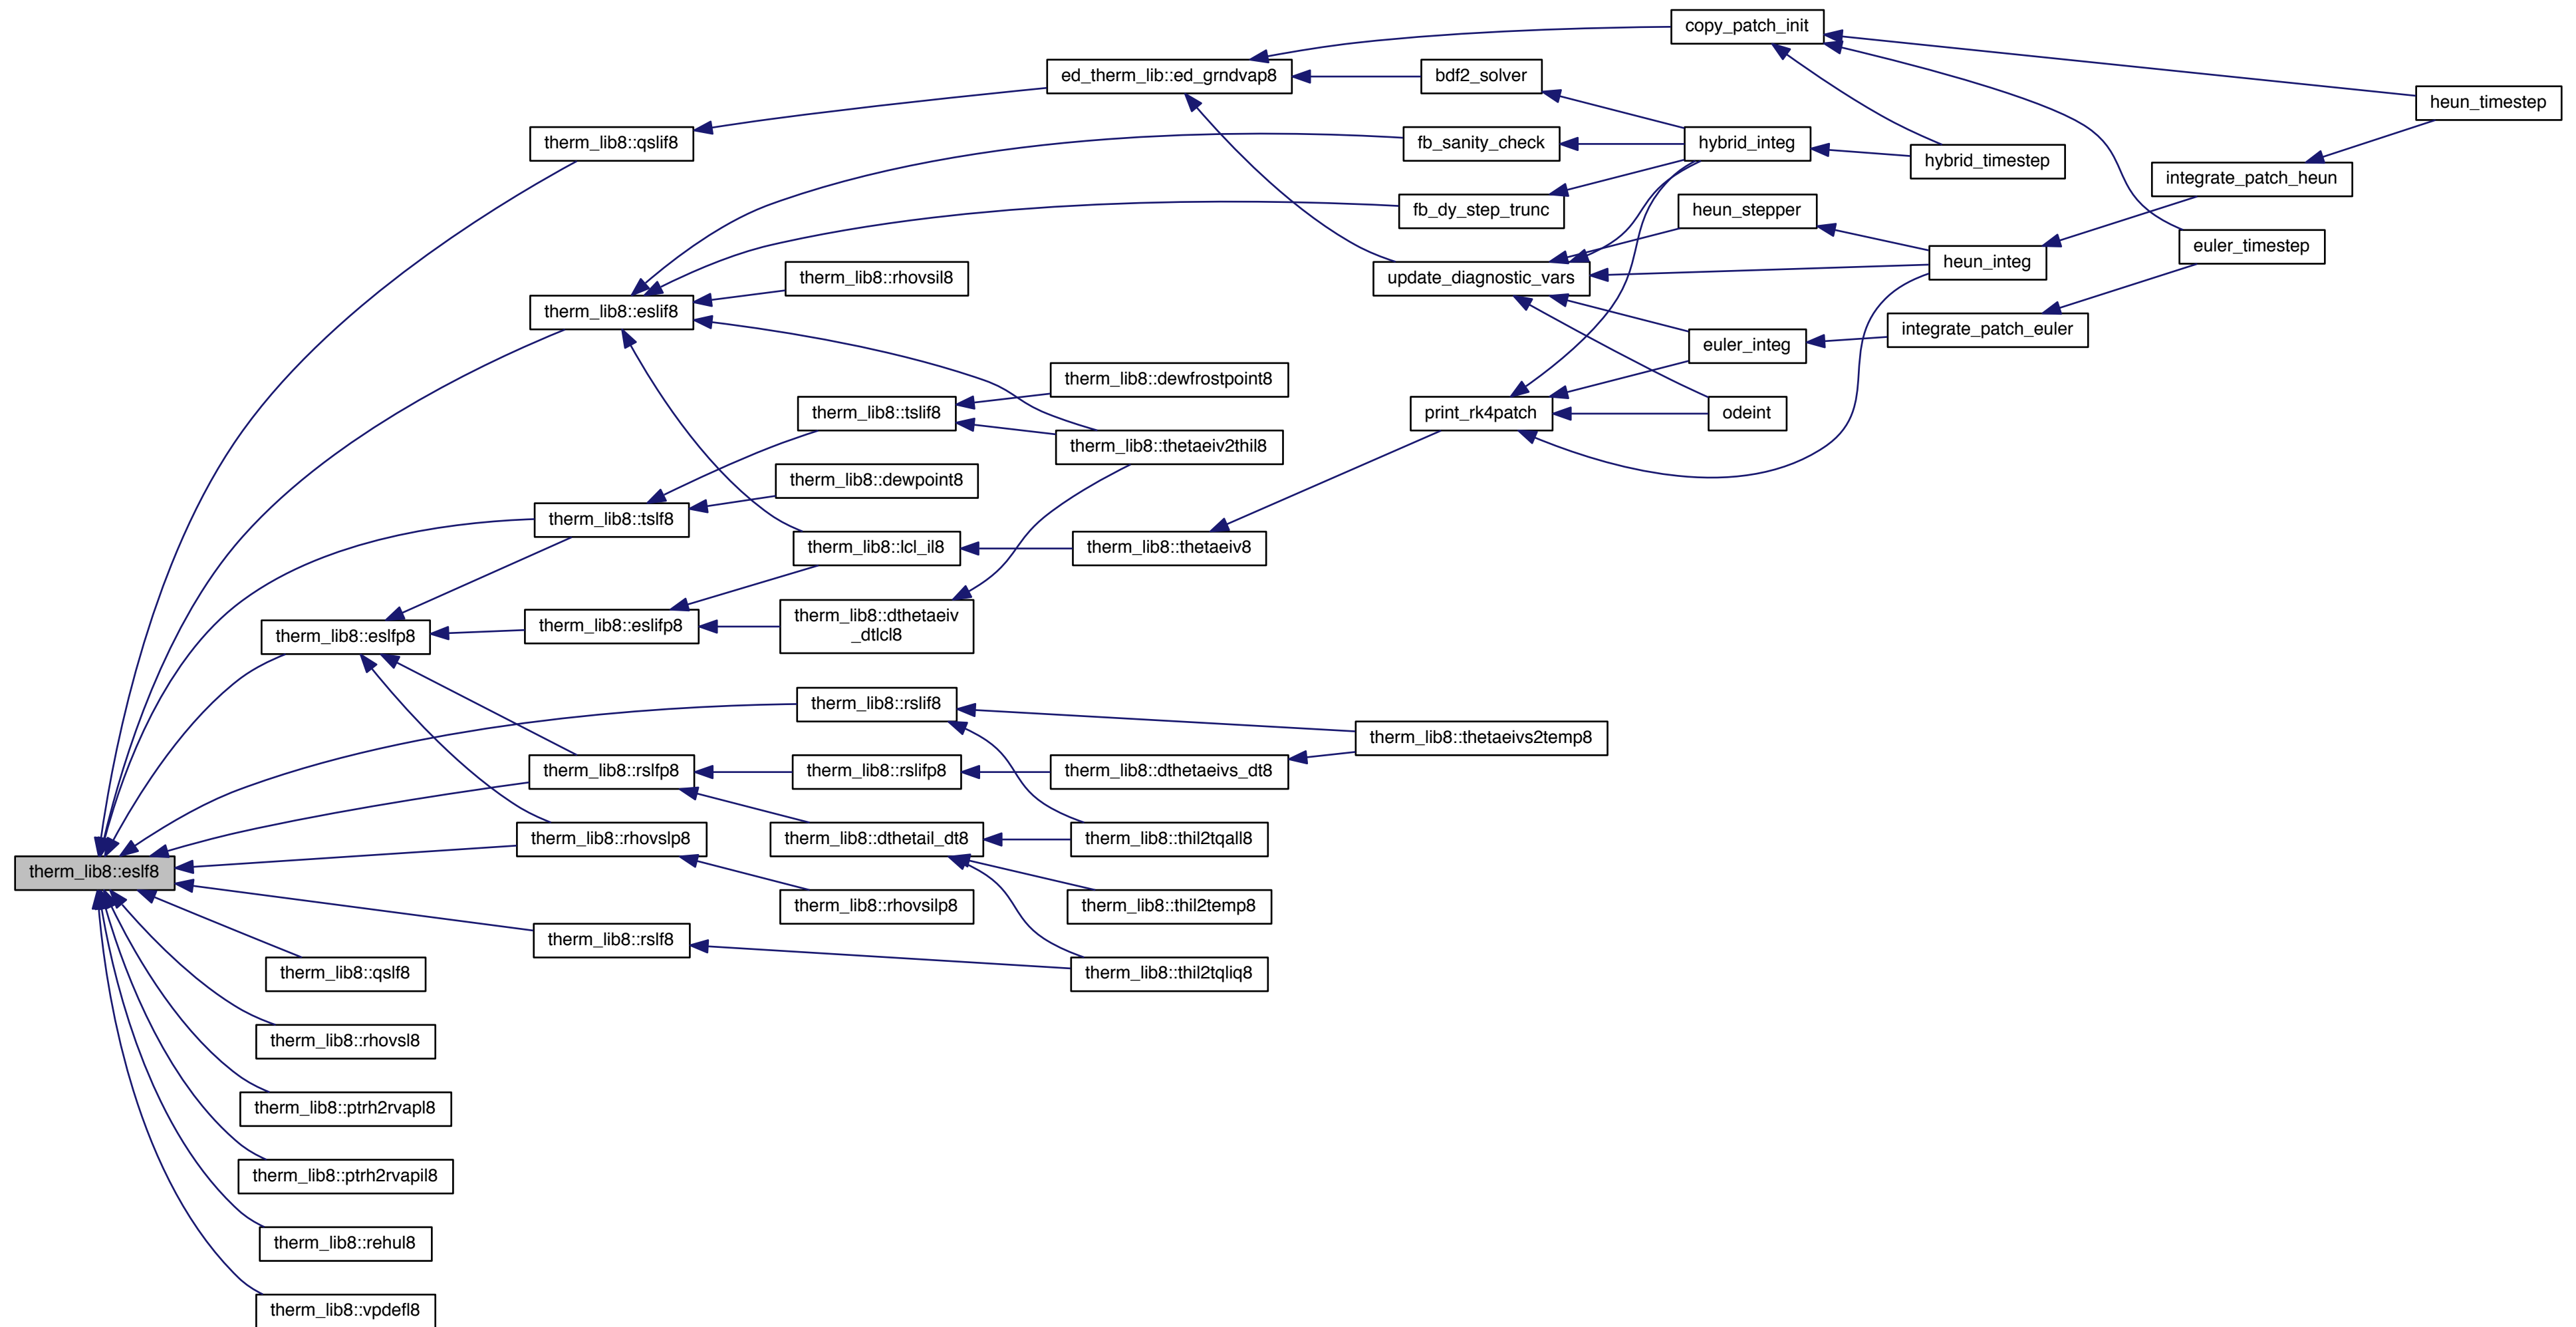 copy_patch_init
ed_therm_lib::ed_grndvap8
bdf2_solver
heun_timestep
therm_lib8::qslif8
fb_sanity_check
hybrid_integ
hybrid_timestep
integrate_patch_heun
fb_dy_step_trunc
heun_stepper
euler_timestep
therm_lib8::rhovsil8
update_diagnostic_vars
heun_integ
therm_lib8::eslif8
integrate_patch_euler
euler_integ
therm_lib8::dewfrostpoint8
therm_lib8::tslif8
print_rk4patch
odeint
therm_lib8::thetaeiv2thil8
therm_lib8::dewpoint8
therm_lib8::tslf8
therm_lib8::lcl_il8
therm_lib8::thetaeiv8
therm_lib8::eslfp8
therm_lib8::eslifp8
therm_lib8::dthetaeiv
_dtlcl8
therm_lib8::rslif8
therm_lib8::thetaeivs2temp8
therm_lib8::rslfp8
therm_lib8::rslifp8
therm_lib8::dthetaeivs_dt8
therm_lib8::rhovslp8
therm_lib8::dthetail_dt8
therm_lib8::thil2tqall8
therm_lib8::eslf8
therm_lib8::rhovsilp8
therm_lib8::thil2temp8
therm_lib8::rslf8
therm_lib8::qslf8
therm_lib8::thil2tqliq8
therm_lib8::rhovsl8
therm_lib8::ptrh2rvapl8
therm_lib8::ptrh2rvapil8
therm_lib8::rehul8
therm_lib8::vpdefl8